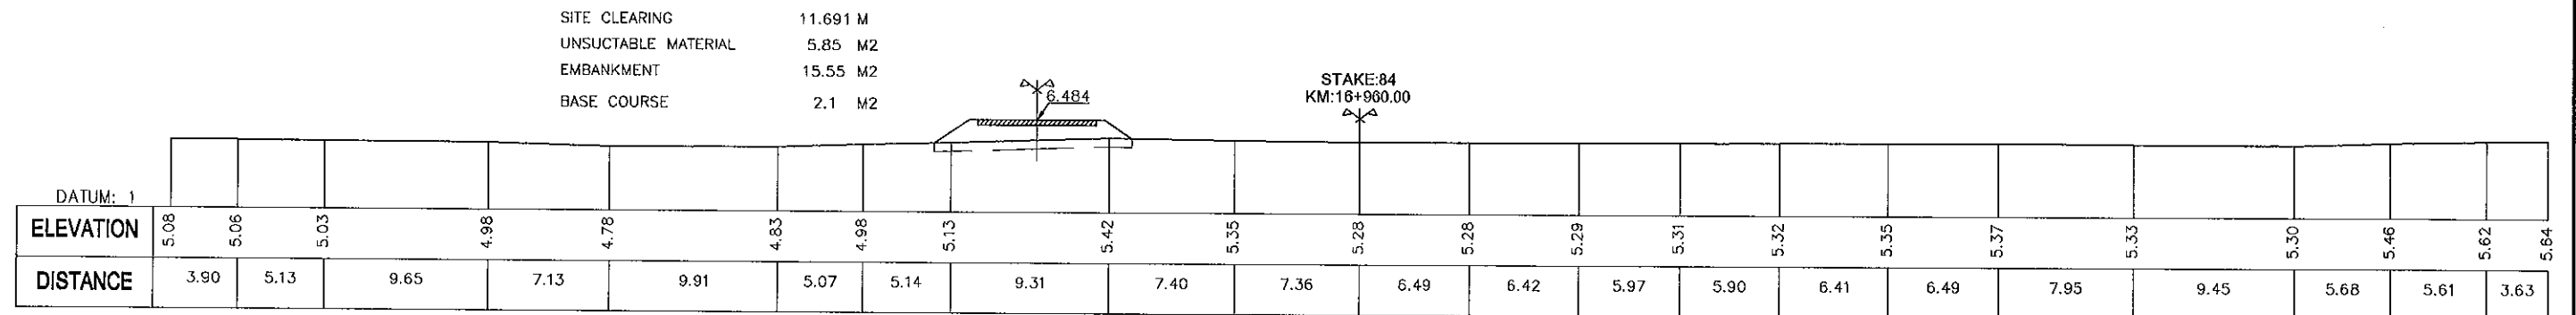 SITE CLEARING 11.691 M
UNSUCTABLE MATERIAL 5.85 M2
EMBANKMENT 15.55 M2
BASE COURSE 2.1 M2
6.484
STAKE:84
KM:16+960.00
DATUM: 1
ELEVATION 5.08 5.06 5.03 4.98 4.78 4.83 4.98 5.13 5.42 5.35 5.28 5.28 5.29 5.31 5.32 5.35 5.37 5.33 5.30 5.46 5.62 5.64
DISTANCE 3.90 5.13 9.65 7.13 9.91 5.07 5.14 9.31 7.40 7.36 6.49 6.42 5.97 5.90 6.41 6.49 7.95 9.45 5.68 5.61 3.63